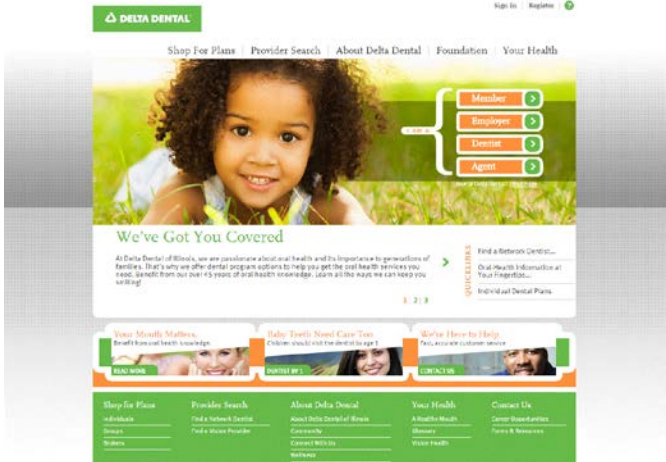 Sign In | Register ?
DELTA DENTAL
Shop For Plans | Provider Search | About Delta Dental | Foundation | Your Health
Member
Employer
I AM A
Dentist
Agent
We've Got You Covered
At Delta Dental of Illinois, we are passionate about oral health and its importance to generations of
families. That's why we offer dental program options to help you get the oral health services you
need. Benefit from our over 45 years of oral health knowledge. Learn all the ways we can keep you
smiling!
1 2 | 3
QUICKLINKS
Find a Network Dentist...
Oral Health Information at
Your Fingertips...
Individual Dental Plans
Your Mouth Matters...
Benefit from oral health knowledge.
READ MORE
Baby Teeth Need Care Too
Children should visit the dentist by age 1
DENTIST BY 1
We're Here to Help
Fast, accurate customer service
CONTACT US
Shop for Plans
Individuals
Groups
Brokers
Provider Search
Find a Network Dentist
Find a Vision Provider
About Delta Dental
About Delta Dental of Illinois
Community
Connect With Us
Wellness
Your Health
A Healthy Mouth
Glossary
Vision Health
Contact Us
Career Opportunities
Forms & Resources